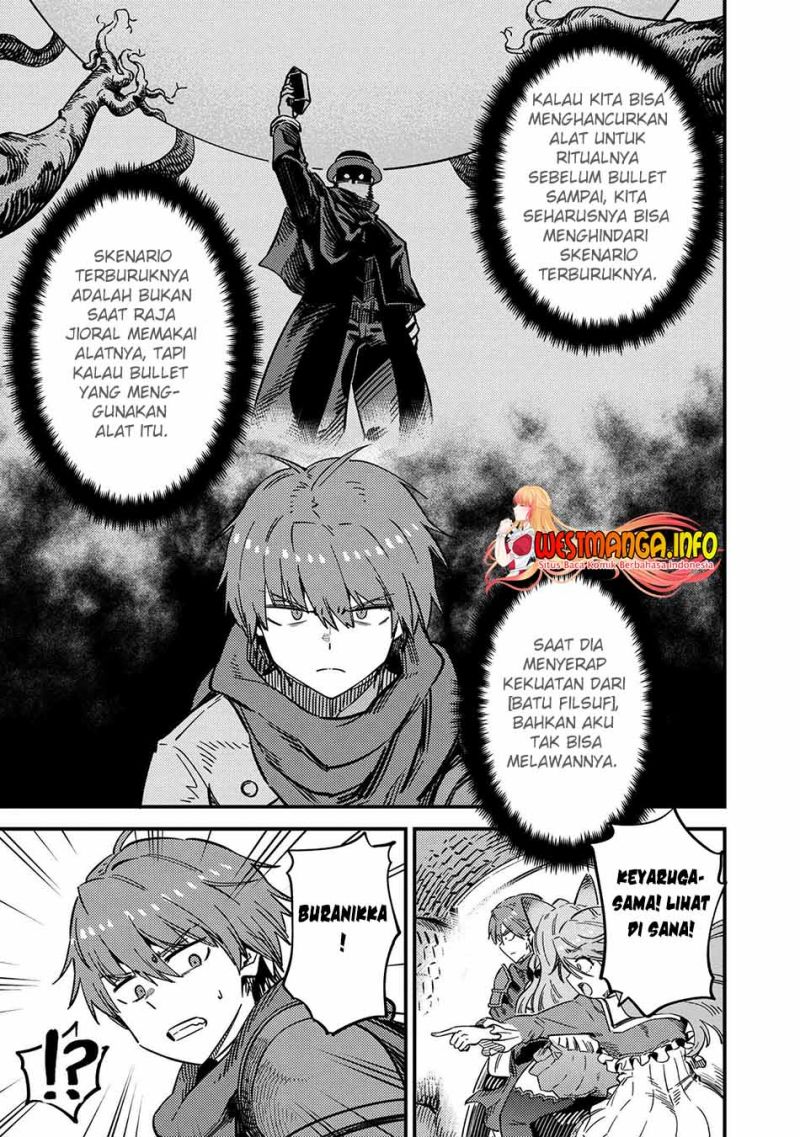 KALAU KITA BISA
MENGHANCURKAN
ALAT UNTUK
RITUALNYA
SEBELUM BULLET
SAMPAI, KITA
SEHARUSNYA BISA
MENGHINDARI
SKENARIO
TERBURUKNYA.
SKENARIO
TERBURUKNYA
ADALAH BUKAN
SAAT RAJA
JIORAL MEMAKAI
ALATNYA, TAPI
KALAU BULLET
YANG MENG-
GUNAKAN
ALAT ITU.
WESTMANGA.INFO
Situs Baca Komik Berbahasa Indonesia
SAAT DIA
MENYERAP
KEKUATAN DARI
[BATU FILSUF],
BAHKAN AKU
TAK BISA
MELAWANNYA.
KEYARUGA-
SAMA! LIHAT
DI SANA!
BURANIKKA
!
!?